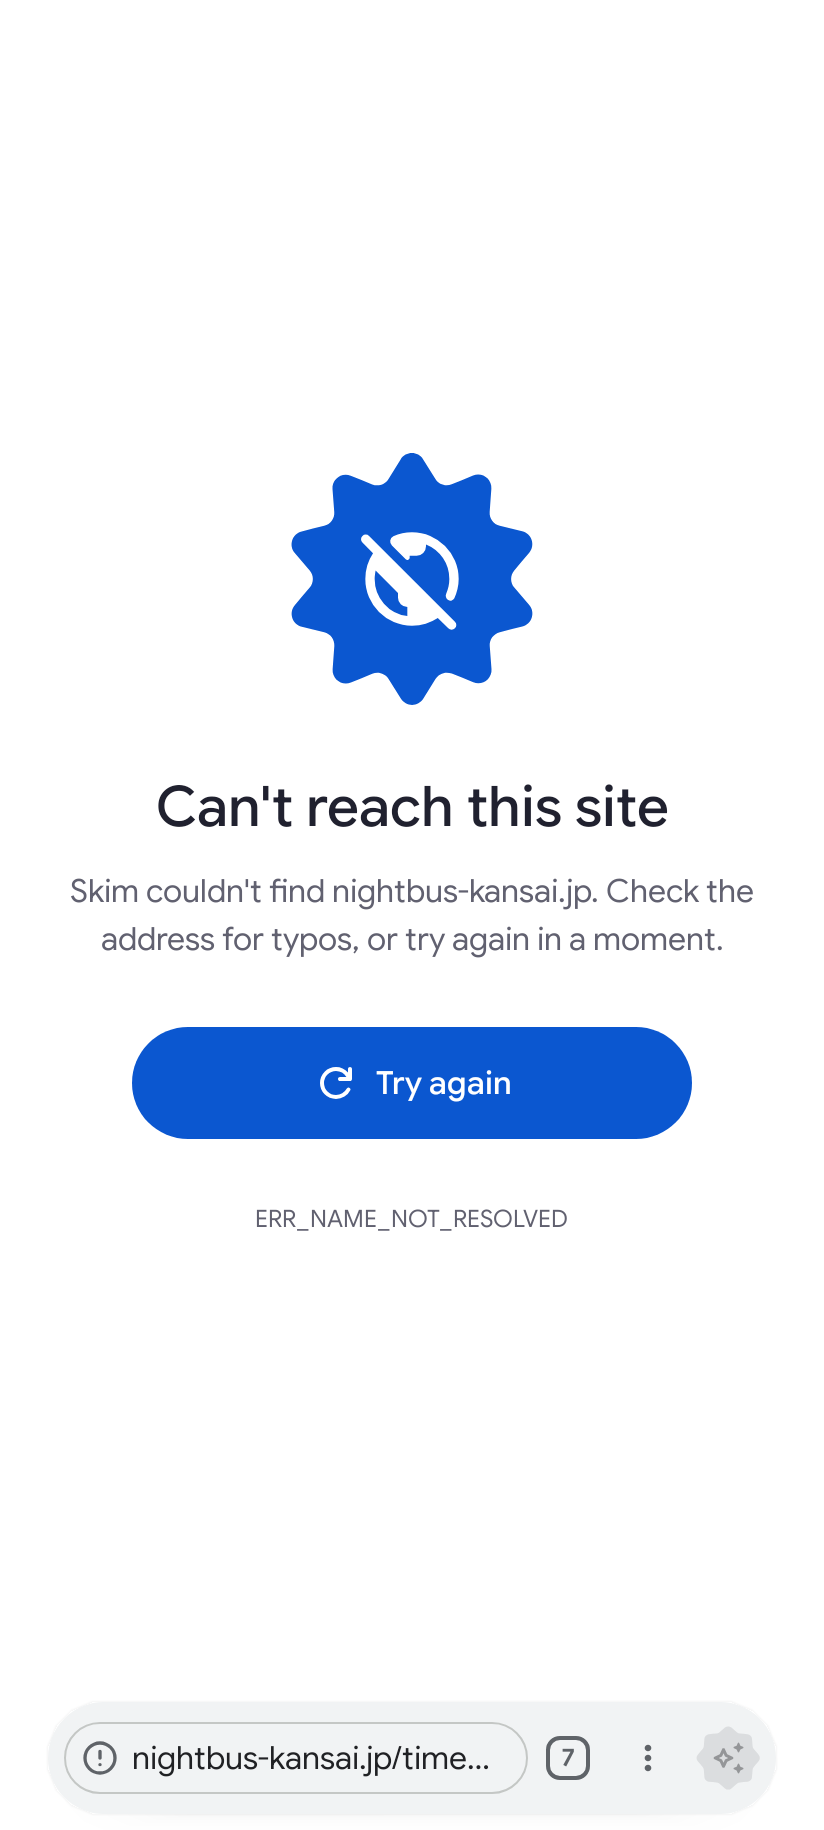 Can't reach this site
Skim couldn't find nightbus-kansai.jp. Check the
address for typos, or try again in a moment.
Try again
ERR_NAME_NOT_RESOLVED
nightbus-kansai.jp/time...
7